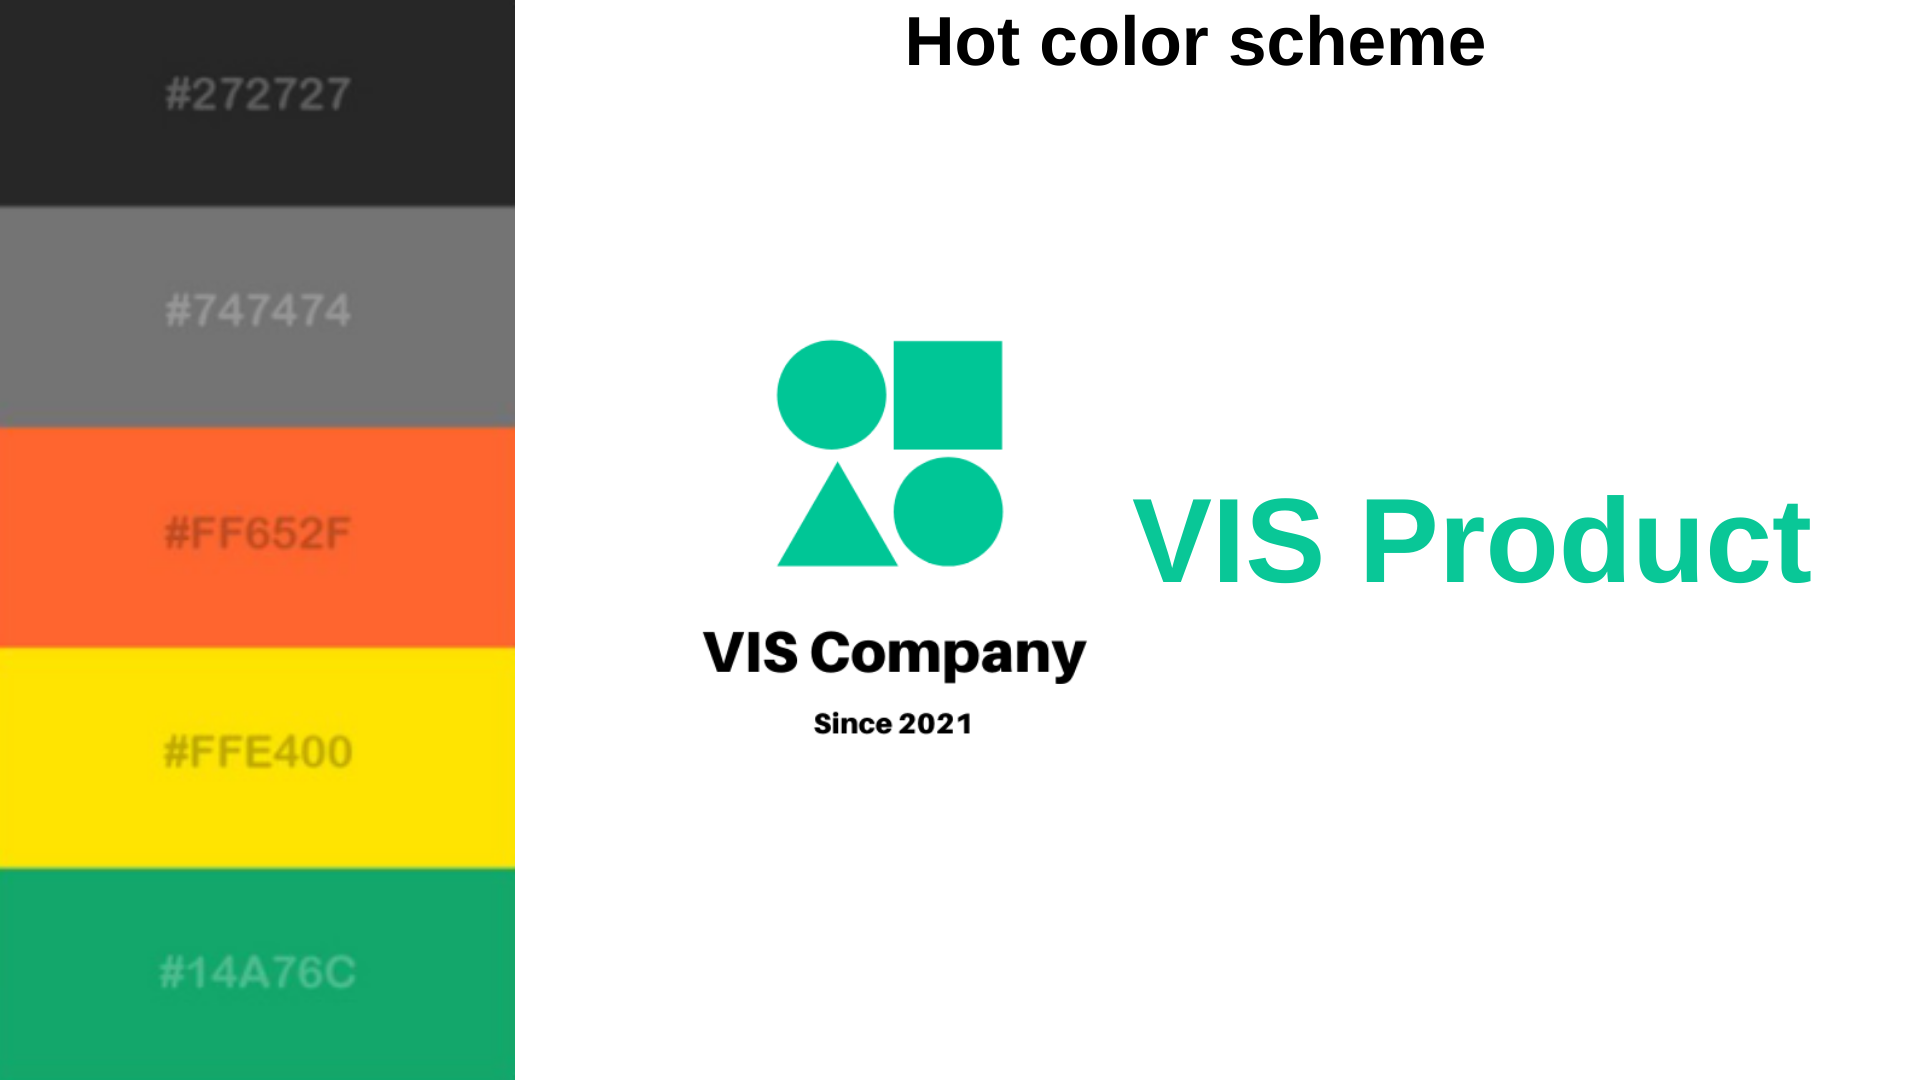 Hot color scheme
#272727
#747474
#FF652F
#FFE400
#14A76C
VIS Company
Since 2021
VIS Product